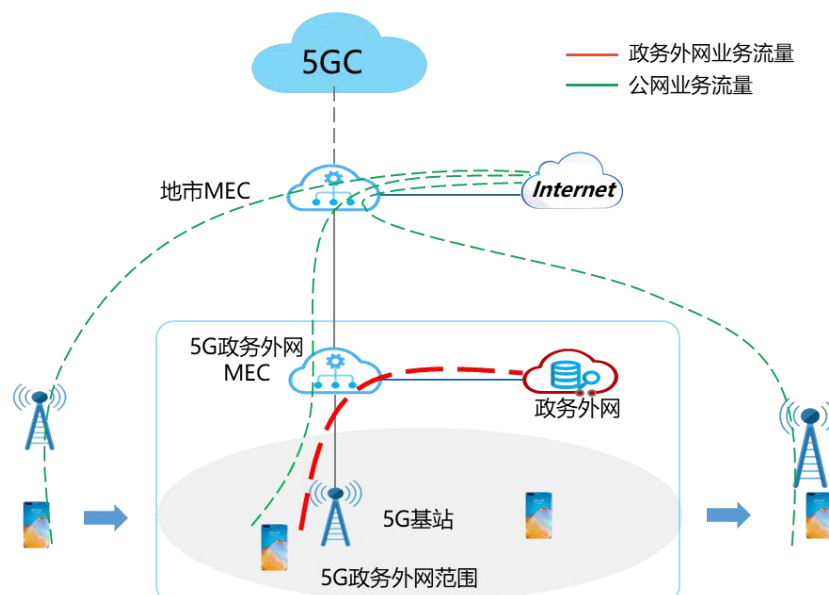 5GC
政务外网业务流量
公网业务流量
地市MEC
Internet
5G政务外网
MEC
政务外网
5G基站
5G政务外网范围